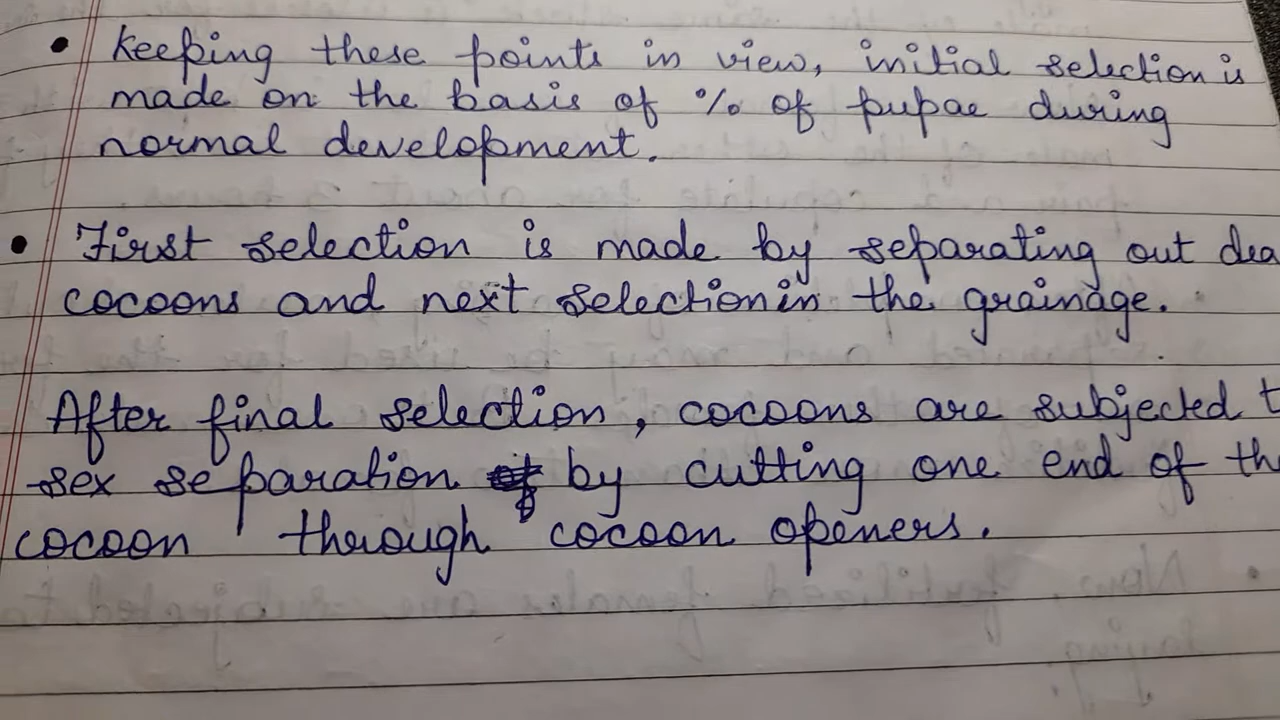 • Keeping these points in view, initial selection is
made on the basis of % of pupae during
normal development.
• First selection is made by separating out dea
cocoons and next selection in the grainage.
After final selection, cocoons are subjected t
sex separation by cutting one end of th
cocoon through cocoon openers.